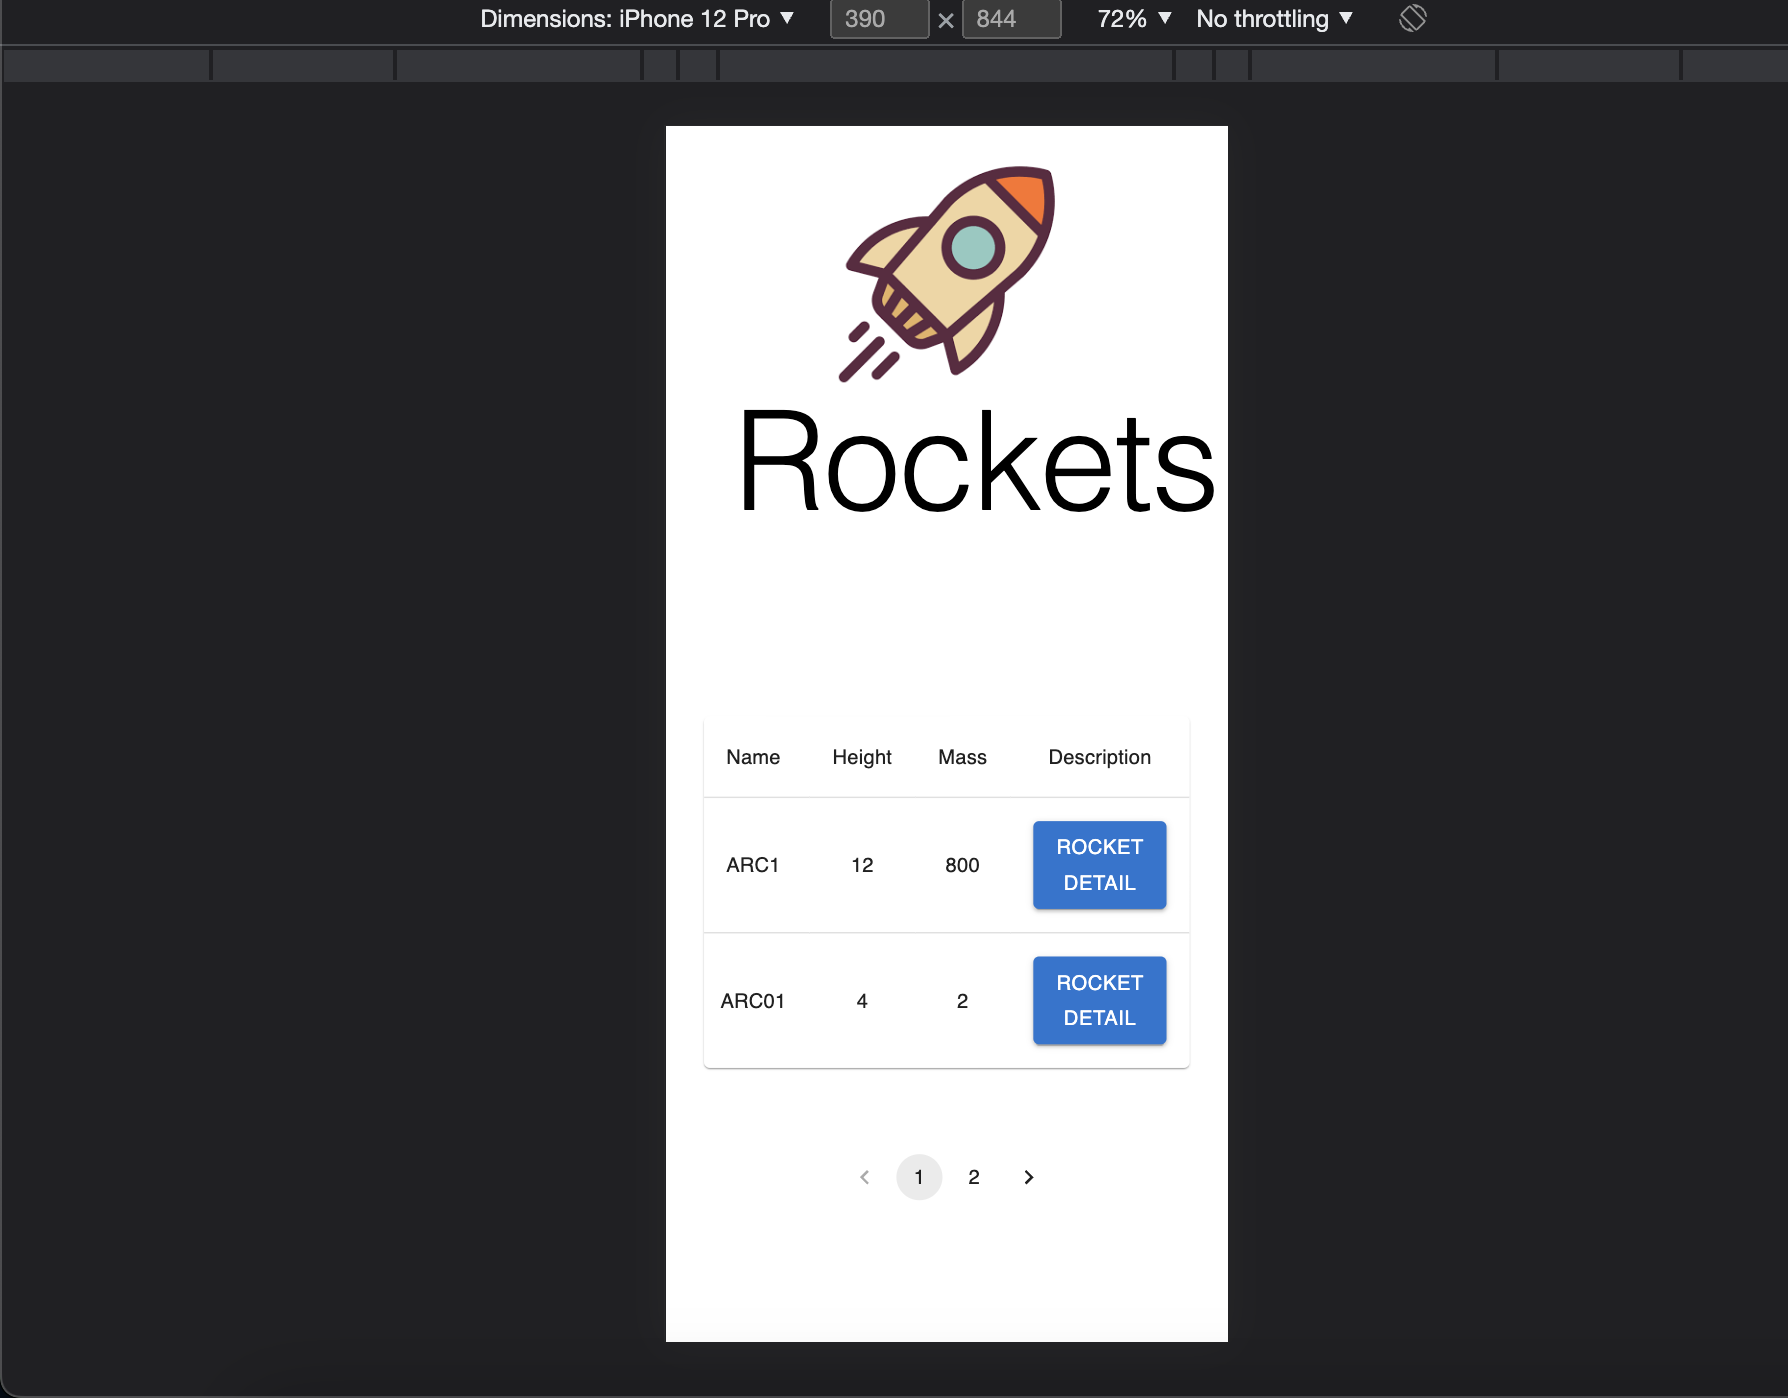 Dimensions: iPhone 12 Pro ▼ 390 × 844 72% ▼ No throttling ▼
Rockets
Name Height Mass Description
ARC1 12 800 ROCKET DETAIL
ARC01 4 2 ROCKET DETAIL
1 2